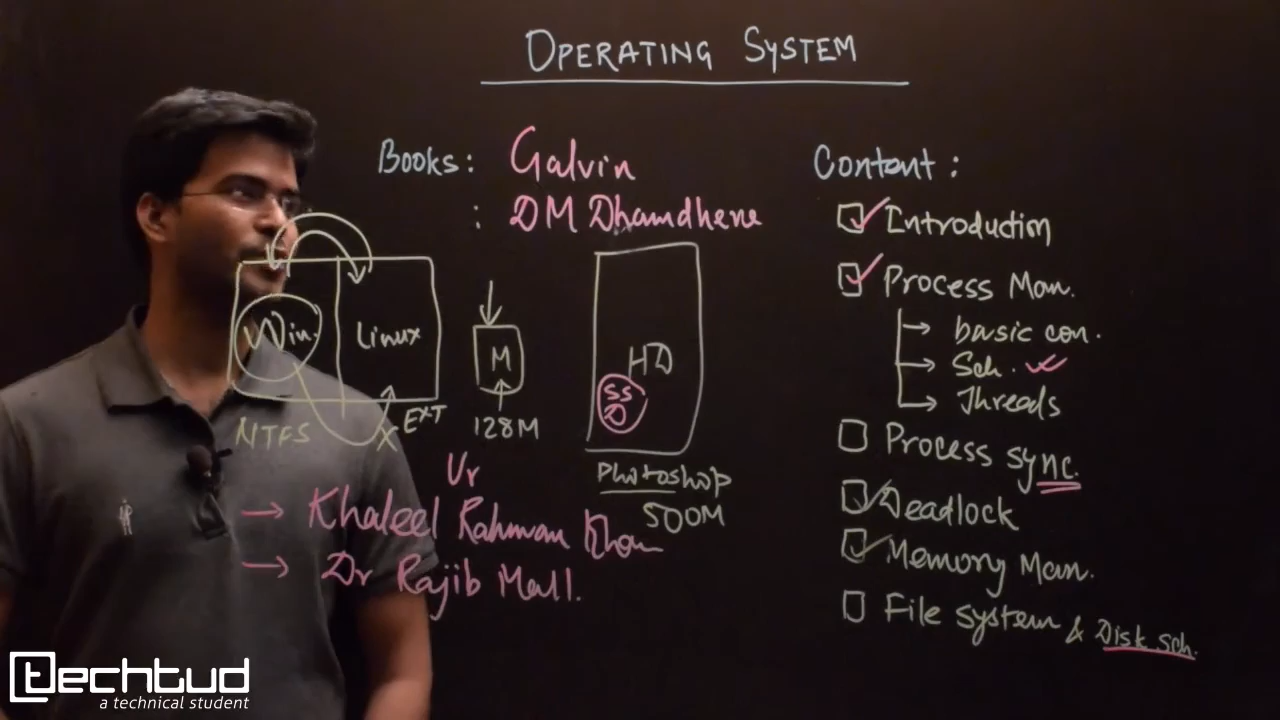 OPERATING SYSTEM
Books: Galvin
: DM Dhamdhere
Win. Linux
NTFS EXT
M
128M
HD
SSD
Photoshop
500M
Ur
→ Khaleel Rahman Khan
→ Dr Rajib Mall.
Content:
Introduction
Process Man.
→ basic con.
→ Sch.
→ Threads
Process sync.
Deadlock
Memory Man.
File system & Disk sch.
techtud
a technical student